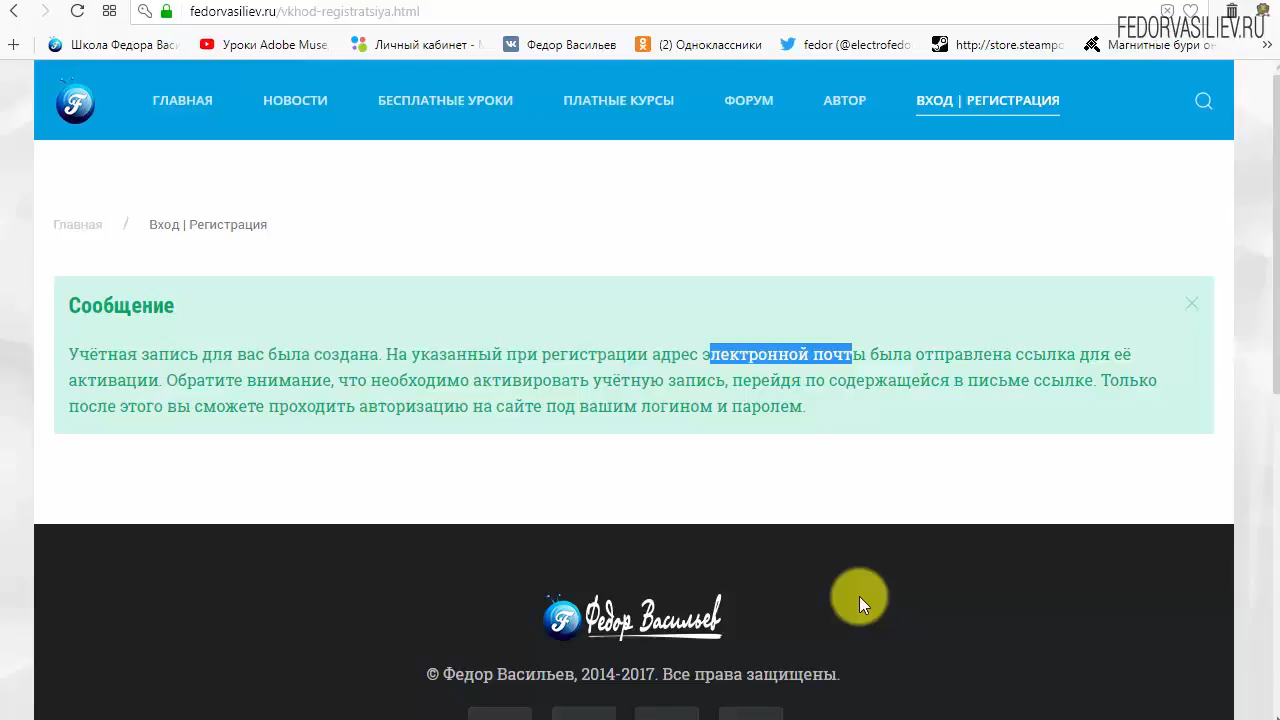 fedorvasiliev.ru/vkhod-registratsiya.html
FEDORVASILIEV.RU
Школа Федора Васи
Уроки Adobe Muse,
Личный кабинет - М
Федор Васильев
(2) Одноклассники
fedor (@electrofedo
http://store.steampo
Магнитные бури он
F
ГЛАВНАЯ
НОВОСТИ
БЕСПЛАТНЫЕ УРОКИ
ПЛАТНЫЕ КУРСЫ
ФОРУМ
АВТОР
ВХОД | РЕГИСТРАЦИЯ
Главная / Вход | Регистрация
Сообщение
Учётная запись для вас была создана. На указанный при регистрации адрес электронной почты была отправлена ссылка для её
активации. Обратите внимание, что необходимо активировать учётную запись, перейдя по содержащейся в письме ссылке. Только
после этого вы сможете проходить авторизацию на сайте под вашим логином и паролем.
F Федор Васильев
© Федор Васильев, 2014-2017. Все права защищены.